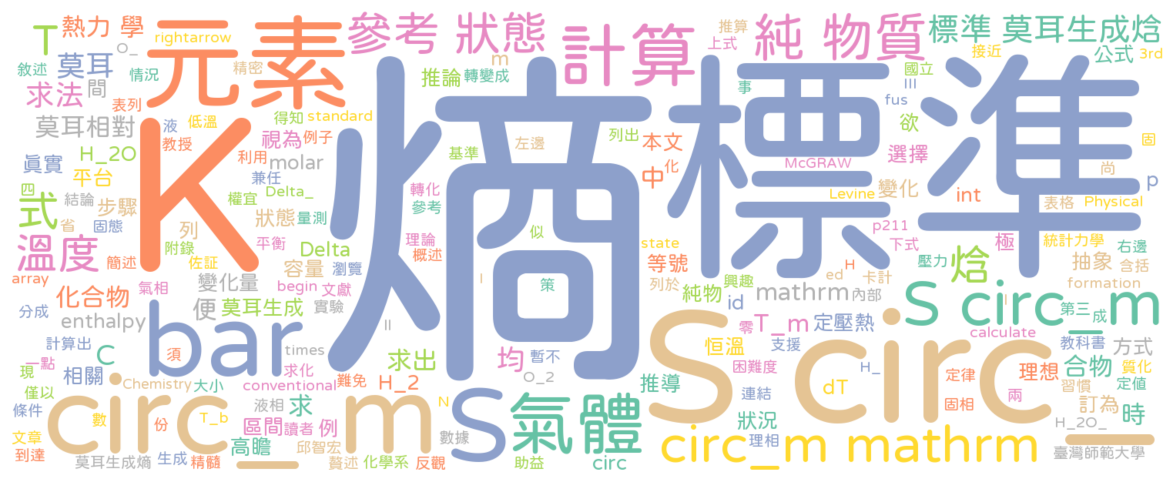 熱力 學
元素
參考 狀態
計算
純 物質
標準 莫耳生成焓
T
rightarrow
O_
推算
上式
接近
公式
3rd
敘述
莫耳
情況
精密
m
推論
轉變成
事
國立
III
求法
間
表列
得知
standard
列出
本文
fus
欲
莫耳相對
K
液
低溫
教授
視為
例子
基準
左邊
化
McGRAW
選擇
尚
固
眞實
H_2O
利用
molar
熵
標準
中
平台
兼任
Delta_
轉化
參考
Levine
變化
int
表格
Physical
p
四
結論
步驟
權宜
量測
式
省
固態
列
狀態
似
p211
下式
極
統計力學
右邊
溫度
附錄
佐証
平衡
Delta
理論
概述
state
等號
H
壓力
抽象
簡述
容量
瀏覽
策
列於
ed
卡計
焓
含括
array
氣相
變化量
begin
文獻
I
純物
興趣
formation
化合物
便
莫耳生成
實驗
id
mathrm
內部
S circ_m
分成
enthalpy
II
零
T_m
定壓熱
第三
成
計算出
bar
times
求出
均
暫不
恒溫
支援
calculate
教科書
一點
C
須
求化
困難度
H_
定律
合物
方式
現
相關
Chemistry
大小
難免
H_2
O_2
推導
dT
連結
理想
質化
僅以
conventional
固相
兩
習慣
定值
條件
circ_m
S
S circ_
數
T_b
液相
求
N
氣體
狀況
訂為
時
文章
份
區間
讀者
例
數據
理相
H_2O_
到達
高瞻
邱智宏
circ_m mathrm
莫耳生成熵
生成
精髓
贅述
化學系
反觀
助益
circ
臺灣師範大學